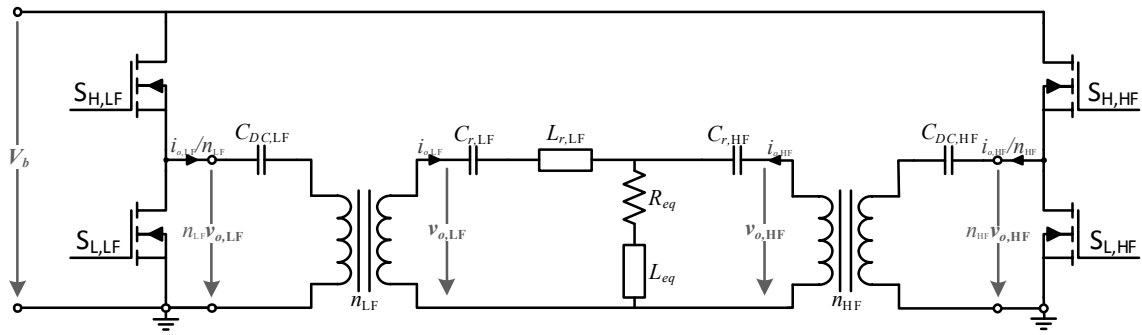 S_H,LF
S_H,HF
C_DC,LF
C_r,LF
L_r,LF
C_r,HF
C_DC,HF
i_o,LF/n_LF
i_o,LF
i_o,HF
i_o,HF/n_HF
V_b
R_eq
S_L,LF
n_LF v_o,LF
v_o,LF
v_o,HF
n_HF v_o,HF
S_L,HF
L_eq
n_LF
n_HF